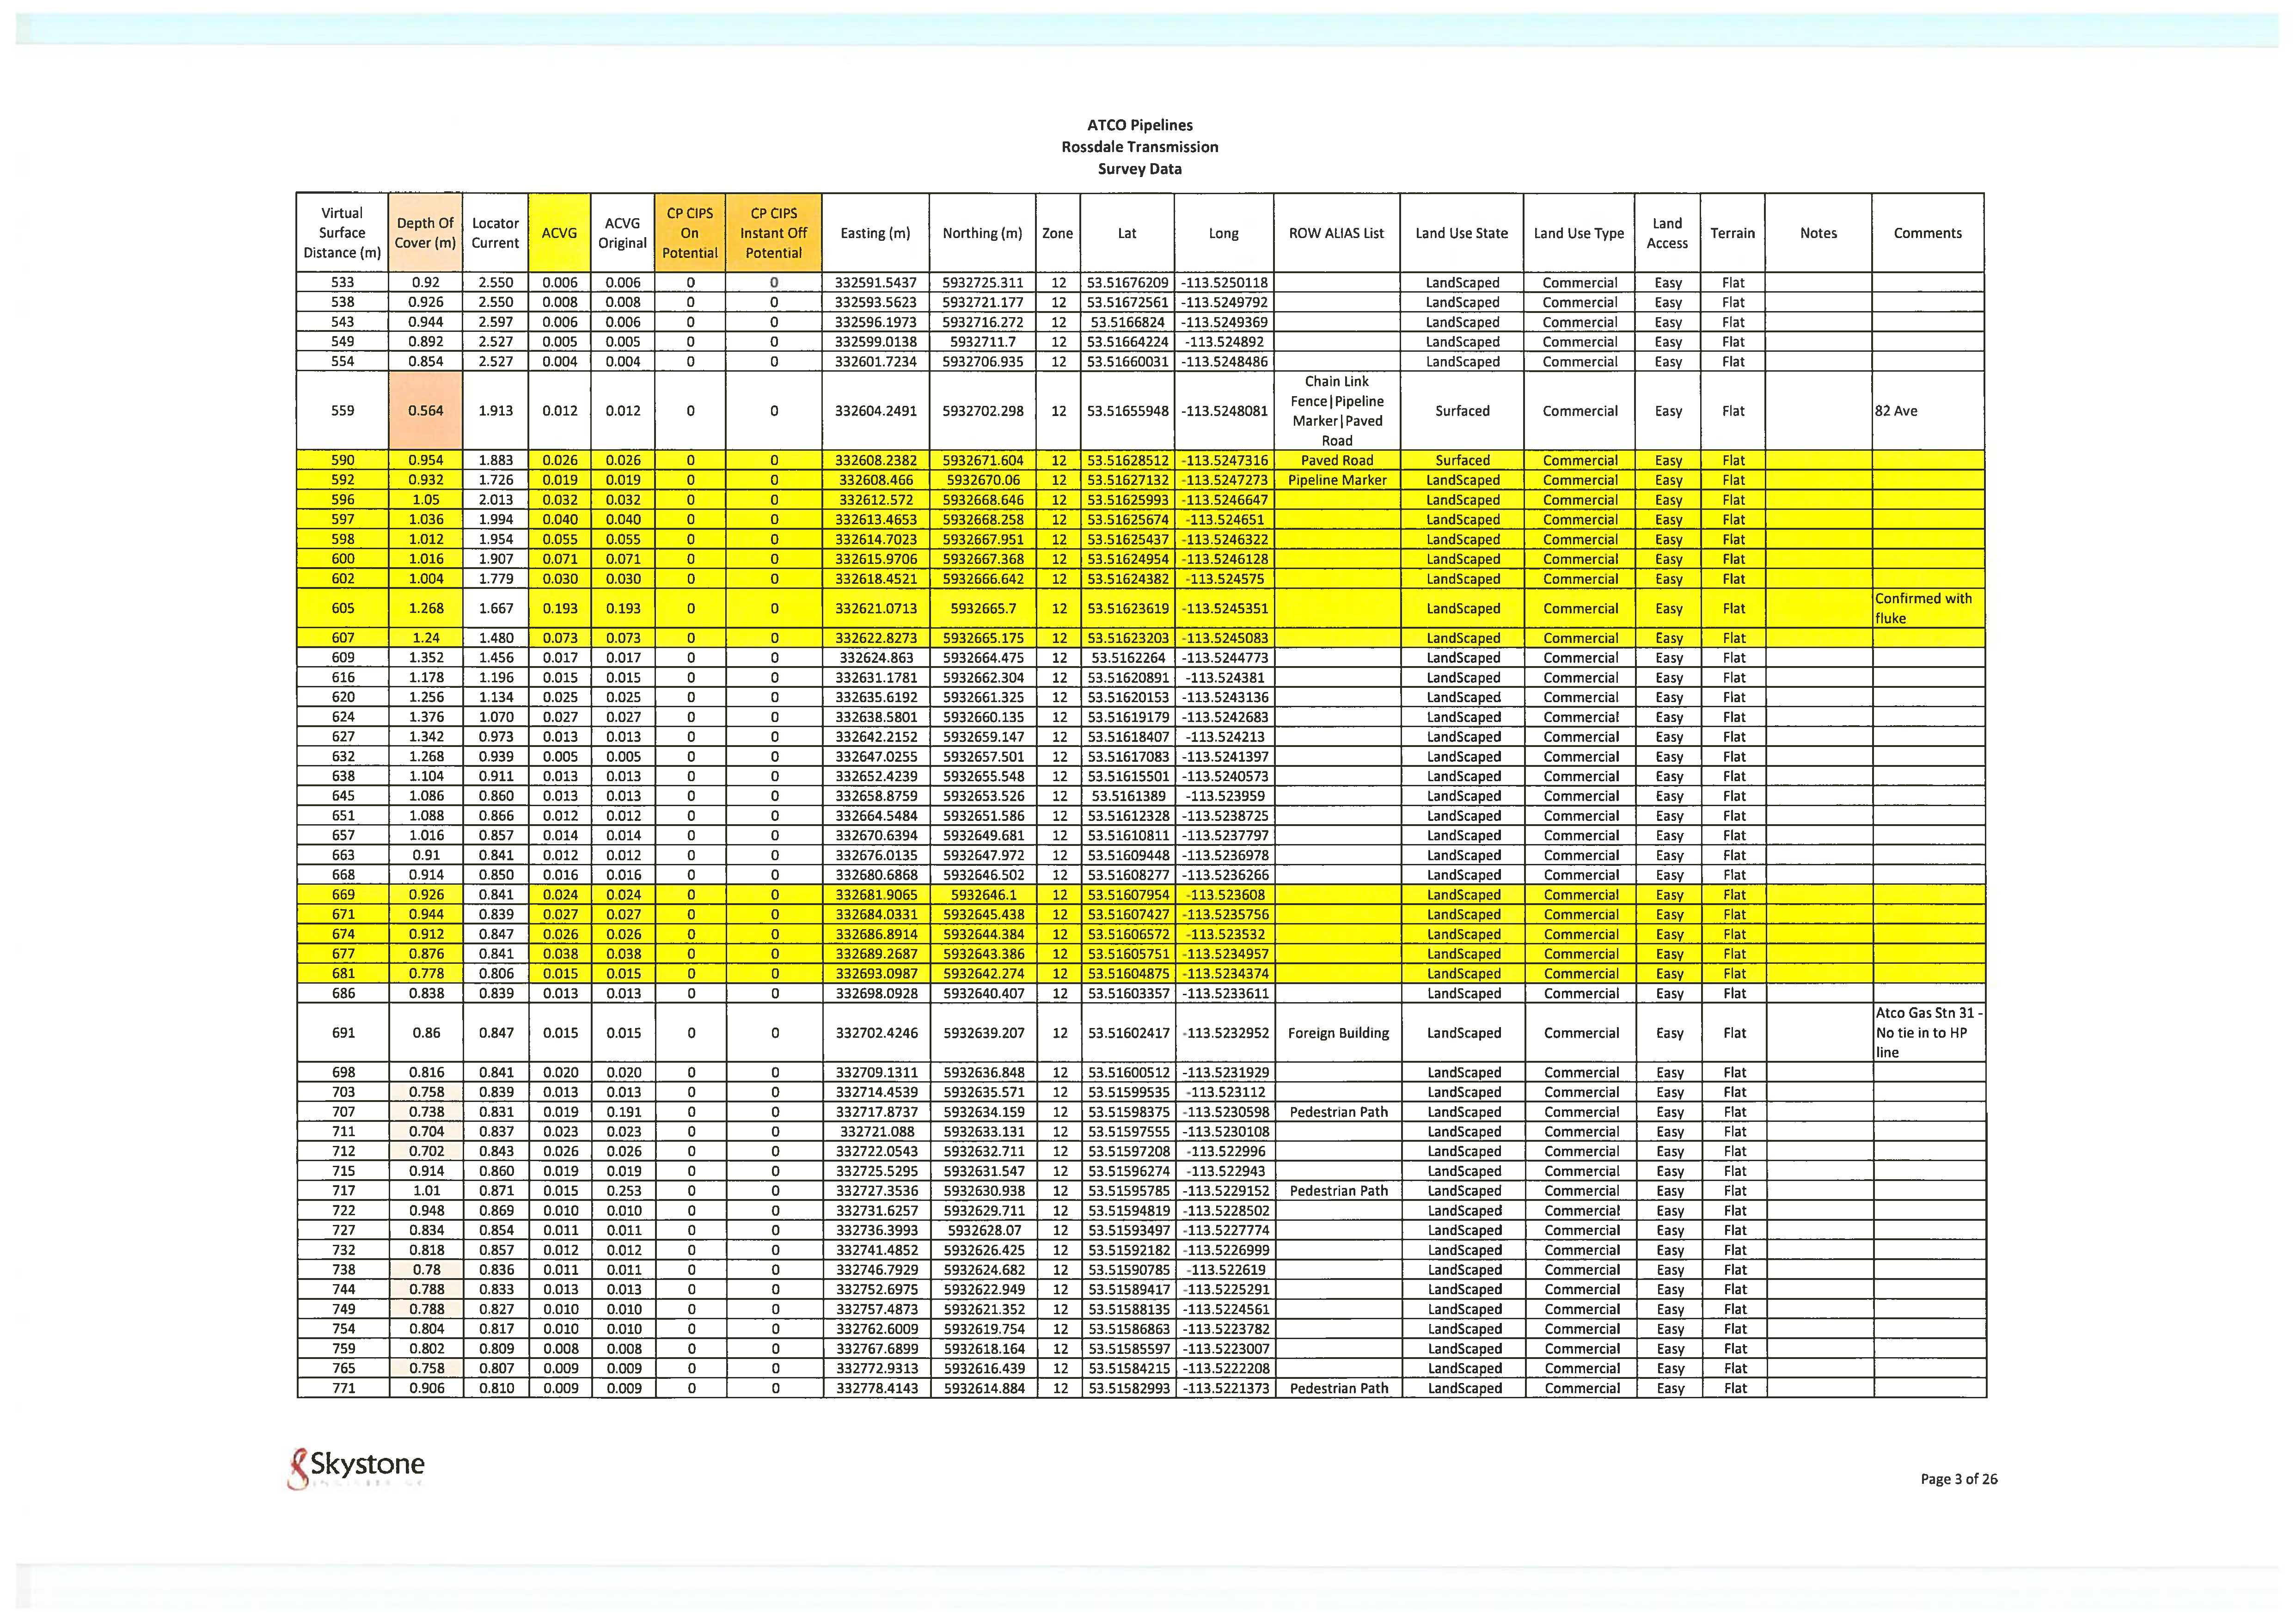 ATCO Pipelines
Rossdale Transmission
Survey Data
Virtual Surface Distance (m) | Depth Of Cover (m) | Locator Current | ACVG | ACVG Original | CP CIPS On Potential | CP CIPS Instant Off Potential | Easting (m) | Northing (m) | Zone | Lat | Long | ROW ALIAS List | Land Use State | Land Use Type | Land Access | Terrain | Notes | Comments
533 0.92 2.550 0.006 0.006 0 0 332591.5437 5932725.311 12 53.51676209 -113.5250118 LandScaped Commercial Easy Flat
538 0.926 2.550 0.008 0.008 0 0 332593.5623 5932721.177 12 53.51672561 -113.5249792 LandScaped Commercial Easy Flat
543 0.944 2.597 0.006 0.006 0 0 332596.1973 5932716.272 12 53.5166824 -113.5249369 LandScaped Commercial Easy Flat
549 0.892 2.527 0.005 0.005 0 0 332599.0138 5932711.7 12 53.51664224 -113.524892 LandScaped Commercial Easy Flat
554 0.854 2.527 0.004 0.004 0 0 332601.7234 5932706.935 12 53.51660031 -113.5248486 LandScaped Commercial Easy Flat
559 0.564 1.913 0.012 0.012 0 0 332604.2491 5932702.298 12 53.51655948 -113.5248081 Chain Link Fence|Pipeline Marker|Paved Road Surfaced Commercial Easy Flat 82 Ave
590 0.954 1.883 0.026 0.026 0 0 332608.2382 5932671.604 12 53.51628512 -113.5247316 Paved Road Surfaced Commercial Easy Flat
592 0.932 1.726 0.019 0.019 0 0 332608.466 5932670.06 12 53.51627132 -113.5247273 Pipeline Marker LandScaped Commercial Easy Flat
596 1.05 2.013 0.032 0.032 0 0 332612.572 5932668.646 12 53.51625993 -113.5246647 LandScaped Commercial Easy Flat
597 1.036 1.994 0.040 0.040 0 0 332613.4653 5932668.258 12 53.51625674 -113.524651 LandScaped Commercial Easy Flat
598 1.012 1.954 0.055 0.055 0 0 332614.7023 5932667.951 12 53.51625437 -113.5246322 LandScaped Commercial Easy Flat
600 1.016 1.907 0.071 0.071 0 0 332615.9706 5932667.368 12 53.51624954 -113.5246128 LandScaped Commercial Easy Flat
602 1.004 1.779 0.030 0.030 0 0 332618.4521 5932666.642 12 53.51624382 -113.524575 LandScaped Commercial Easy Flat
605 1.268 1.667 0.193 0.193 0 0 332621.0713 5932665.7 12 53.51623619 -113.5245351 LandScaped Commercial Easy Flat Confirmed with fluke
607 1.24 1.480 0.073 0.073 0 0 332622.8273 5932665.175 12 53.51623203 -113.5245083 LandScaped Commercial Easy Flat
609 1.352 1.456 0.017 0.017 0 0 332624.863 5932664.475 12 53.5162264 -113.5244773 LandScaped Commercial Easy Flat
616 1.178 1.196 0.015 0.015 0 0 332631.1781 5932662.304 12 53.51620891 -113.524381 LandScaped Commercial Easy Flat
620 1.256 1.134 0.025 0.025 0 0 332635.6192 5932661.325 12 53.51620153 -113.5243136 LandScaped Commercial Easy Flat
624 1.376 1.070 0.027 0.027 0 0 332638.5801 5932660.135 12 53.51619179 -113.5242683 LandScaped Commercial Easy Flat
627 1.342 0.973 0.013 0.013 0 0 332642.2152 5932659.147 12 53.51618407 -113.524213 LandScaped Commercial Easy Flat
632 1.268 0.939 0.005 0.005 0 0 332647.0255 5932657.501 12 53.51617083 -113.5241397 LandScaped Commercial Easy Flat
638 1.104 0.911 0.013 0.013 0 0 332652.4239 5932655.548 12 53.51615501 -113.5240573 LandScaped Commercial Easy Flat
645 1.086 0.860 0.013 0.013 0 0 332658.8759 5932653.526 12 53.5161389 -113.523959 LandScaped Commercial Easy Flat
651 1.088 0.866 0.012 0.012 0 0 332664.5484 5932651.586 12 53.51612328 -113.5238725 LandScaped Commercial Easy Flat
657 1.016 0.857 0.014 0.014 0 0 332670.6394 5932649.681 12 53.51610811 -113.5237797 LandScaped Commercial Easy Flat
663 0.91 0.841 0.012 0.012 0 0 332676.0135 5932647.972 12 53.51609448 -113.5236978 LandScaped Commercial Easy Flat
668 0.914 0.850 0.016 0.016 0 0 332680.6868 5932646.502 12 53.51608277 -113.5236266 LandScaped Commercial Easy Flat
669 0.926 0.841 0.024 0.024 0 0 332681.9065 5932646.1 12 53.51607954 -113.523608 LandScaped Commercial Easy Flat
671 0.944 0.839 0.027 0.027 0 0 332684.0331 5932645.438 12 53.51607427 -113.5235756 LandScaped Commercial Easy Flat
674 0.912 0.847 0.026 0.026 0 0 332686.8914 5932644.384 12 53.51606572 -113.523532 LandScaped Commercial Easy Flat
677 0.876 0.841 0.038 0.038 0 0 332689.2687 5932643.386 12 53.51605751 -113.5234957 LandScaped Commercial Easy Flat
681 0.778 0.806 0.015 0.015 0 0 332693.0987 5932642.274 12 53.51604875 -113.5234374 LandScaped Commercial Easy Flat
686 0.838 0.839 0.013 0.013 0 0 332698.0928 5932640.407 12 53.51603357 -113.5233611 LandScaped Commercial Easy Flat
691 0.86 0.847 0.015 0.015 0 0 332702.4246 5932639.207 12 53.51602417 -113.5232952 Foreign Building LandScaped Commercial Easy Flat Atco Gas Stn 31 - No tie in to HP line
698 0.816 0.841 0.020 0.020 0 0 332709.1311 5932636.848 12 53.51600512 -113.5231929 LandScaped Commercial Easy Flat
703 0.758 0.839 0.013 0.013 0 0 332714.4539 5932635.571 12 53.51599535 -113.523112 LandScaped Commercial Easy Flat
707 0.738 0.831 0.019 0.191 0 0 332717.8737 5932634.159 12 53.51598375 -113.5230598 Pedestrian Path LandScaped Commercial Easy Flat
711 0.704 0.837 0.023 0.023 0 0 332721.088 5932633.131 12 53.51597555 -113.5230108 LandScaped Commercial Easy Flat
712 0.702 0.843 0.026 0.026 0 0 332722.0543 5932632.711 12 53.51597208 -113.522996 LandScaped Commercial Easy Flat
715 0.914 0.860 0.019 0.019 0 0 332725.5295 5932631.547 12 53.51596274 -113.522943 LandScaped Commercial Easy Flat
717 1.01 0.871 0.015 0.253 0 0 332727.3536 5932630.938 12 53.51595785 -113.5229152 Pedestrian Path LandScaped Commercial Easy Flat
722 0.948 0.869 0.010 0.010 0 0 332731.6257 5932629.711 12 53.51594819 -113.5228502 LandScaped Commercial Easy Flat
727 0.834 0.854 0.011 0.011 0 0 332736.3993 5932628.07 12 53.51593497 -113.5227774 LandScaped Commercial Easy Flat
732 0.818 0.857 0.012 0.012 0 0 332741.4852 5932626.425 12 53.51592182 -113.5226999 LandScaped Commercial Easy Flat
738 0.78 0.836 0.011 0.011 0 0 332746.7929 5932624.682 12 53.51590785 -113.522619 LandScaped Commercial Easy Flat
744 0.788 0.833 0.013 0.013 0 0 332752.6975 5932622.949 12 53.51589417 -113.5225291 LandScaped Commercial Easy Flat
749 0.788 0.827 0.010 0.010 0 0 332757.4873 5932621.352 12 53.51588135 -113.5224561 LandScaped Commercial Easy Flat
754 0.804 0.817 0.010 0.010 0 0 332762.6009 5932619.754 12 53.51586863 -113.5223782 LandScaped Commercial Easy Flat
759 0.802 0.809 0.008 0.008 0 0 332767.6899 5932618.164 12 53.51585597 -113.5223007 LandScaped Commercial Easy Flat
765 0.758 0.807 0.009 0.009 0 0 332772.9313 5932616.439 12 53.51584215 -113.5222208 LandScaped Commercial Easy Flat
771 0.906 0.810 0.009 0.009 0 0 332778.4143 5932614.884 12 53.51582993 -113.5221373 Pedestrian Path LandScaped Commercial Easy Flat
Skystone
Page 3 of 26